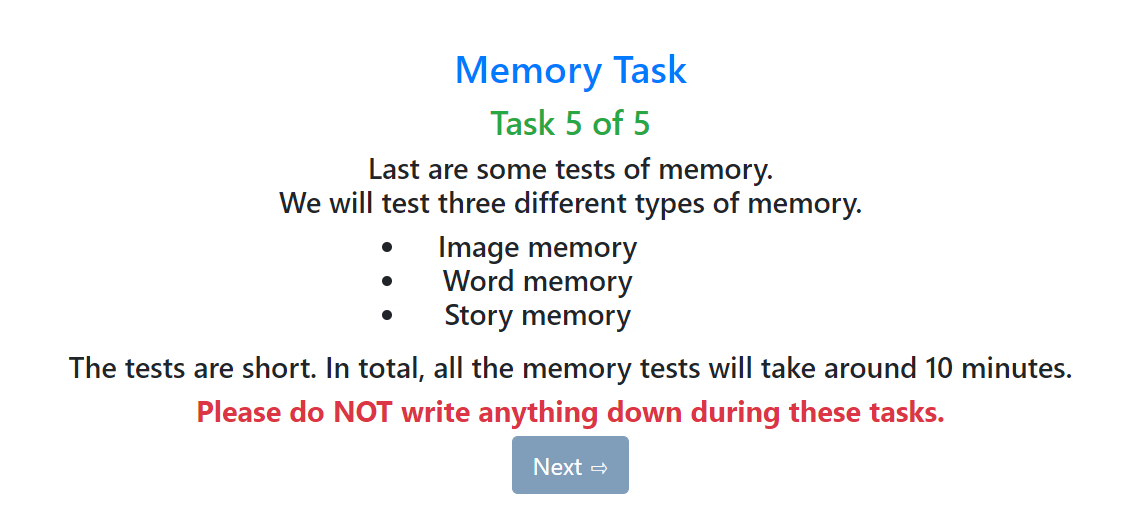 Memory Task
Task 5 of 5
Last are some tests of memory.
We will test three different types of memory.
• Image memory
• Word memory
• Story memory
The tests are short. In total, all the memory tests will take around 10 minutes.
Please do NOT write anything down during these tasks.
Next ⇨